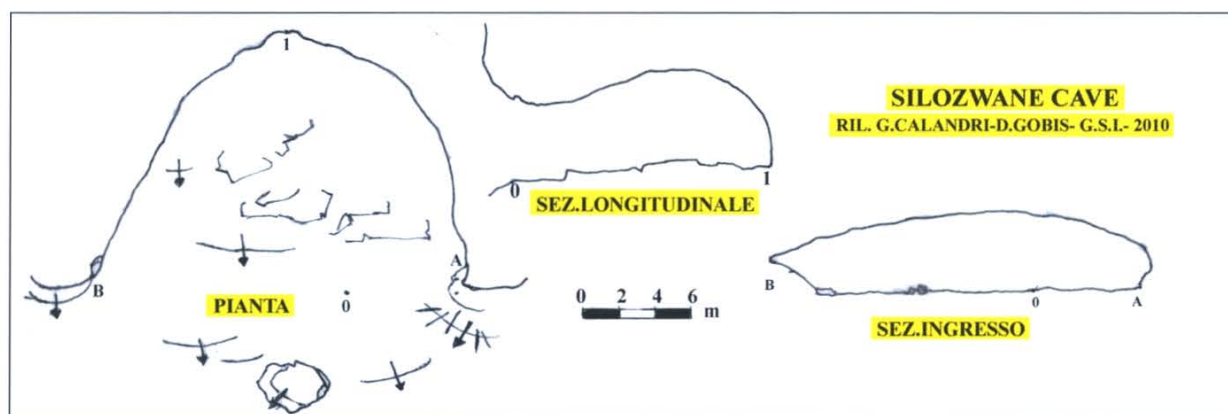 1
SILOZWANE CAVE
RIL. G.CALANDRI-D.GOBIS- G.S.I.- 2010
0
1
SEZ.LONGITUDINALE
B
A
PIANTA
0
0 2 4 6 m
B
0
A
SEZ.INGRESSO